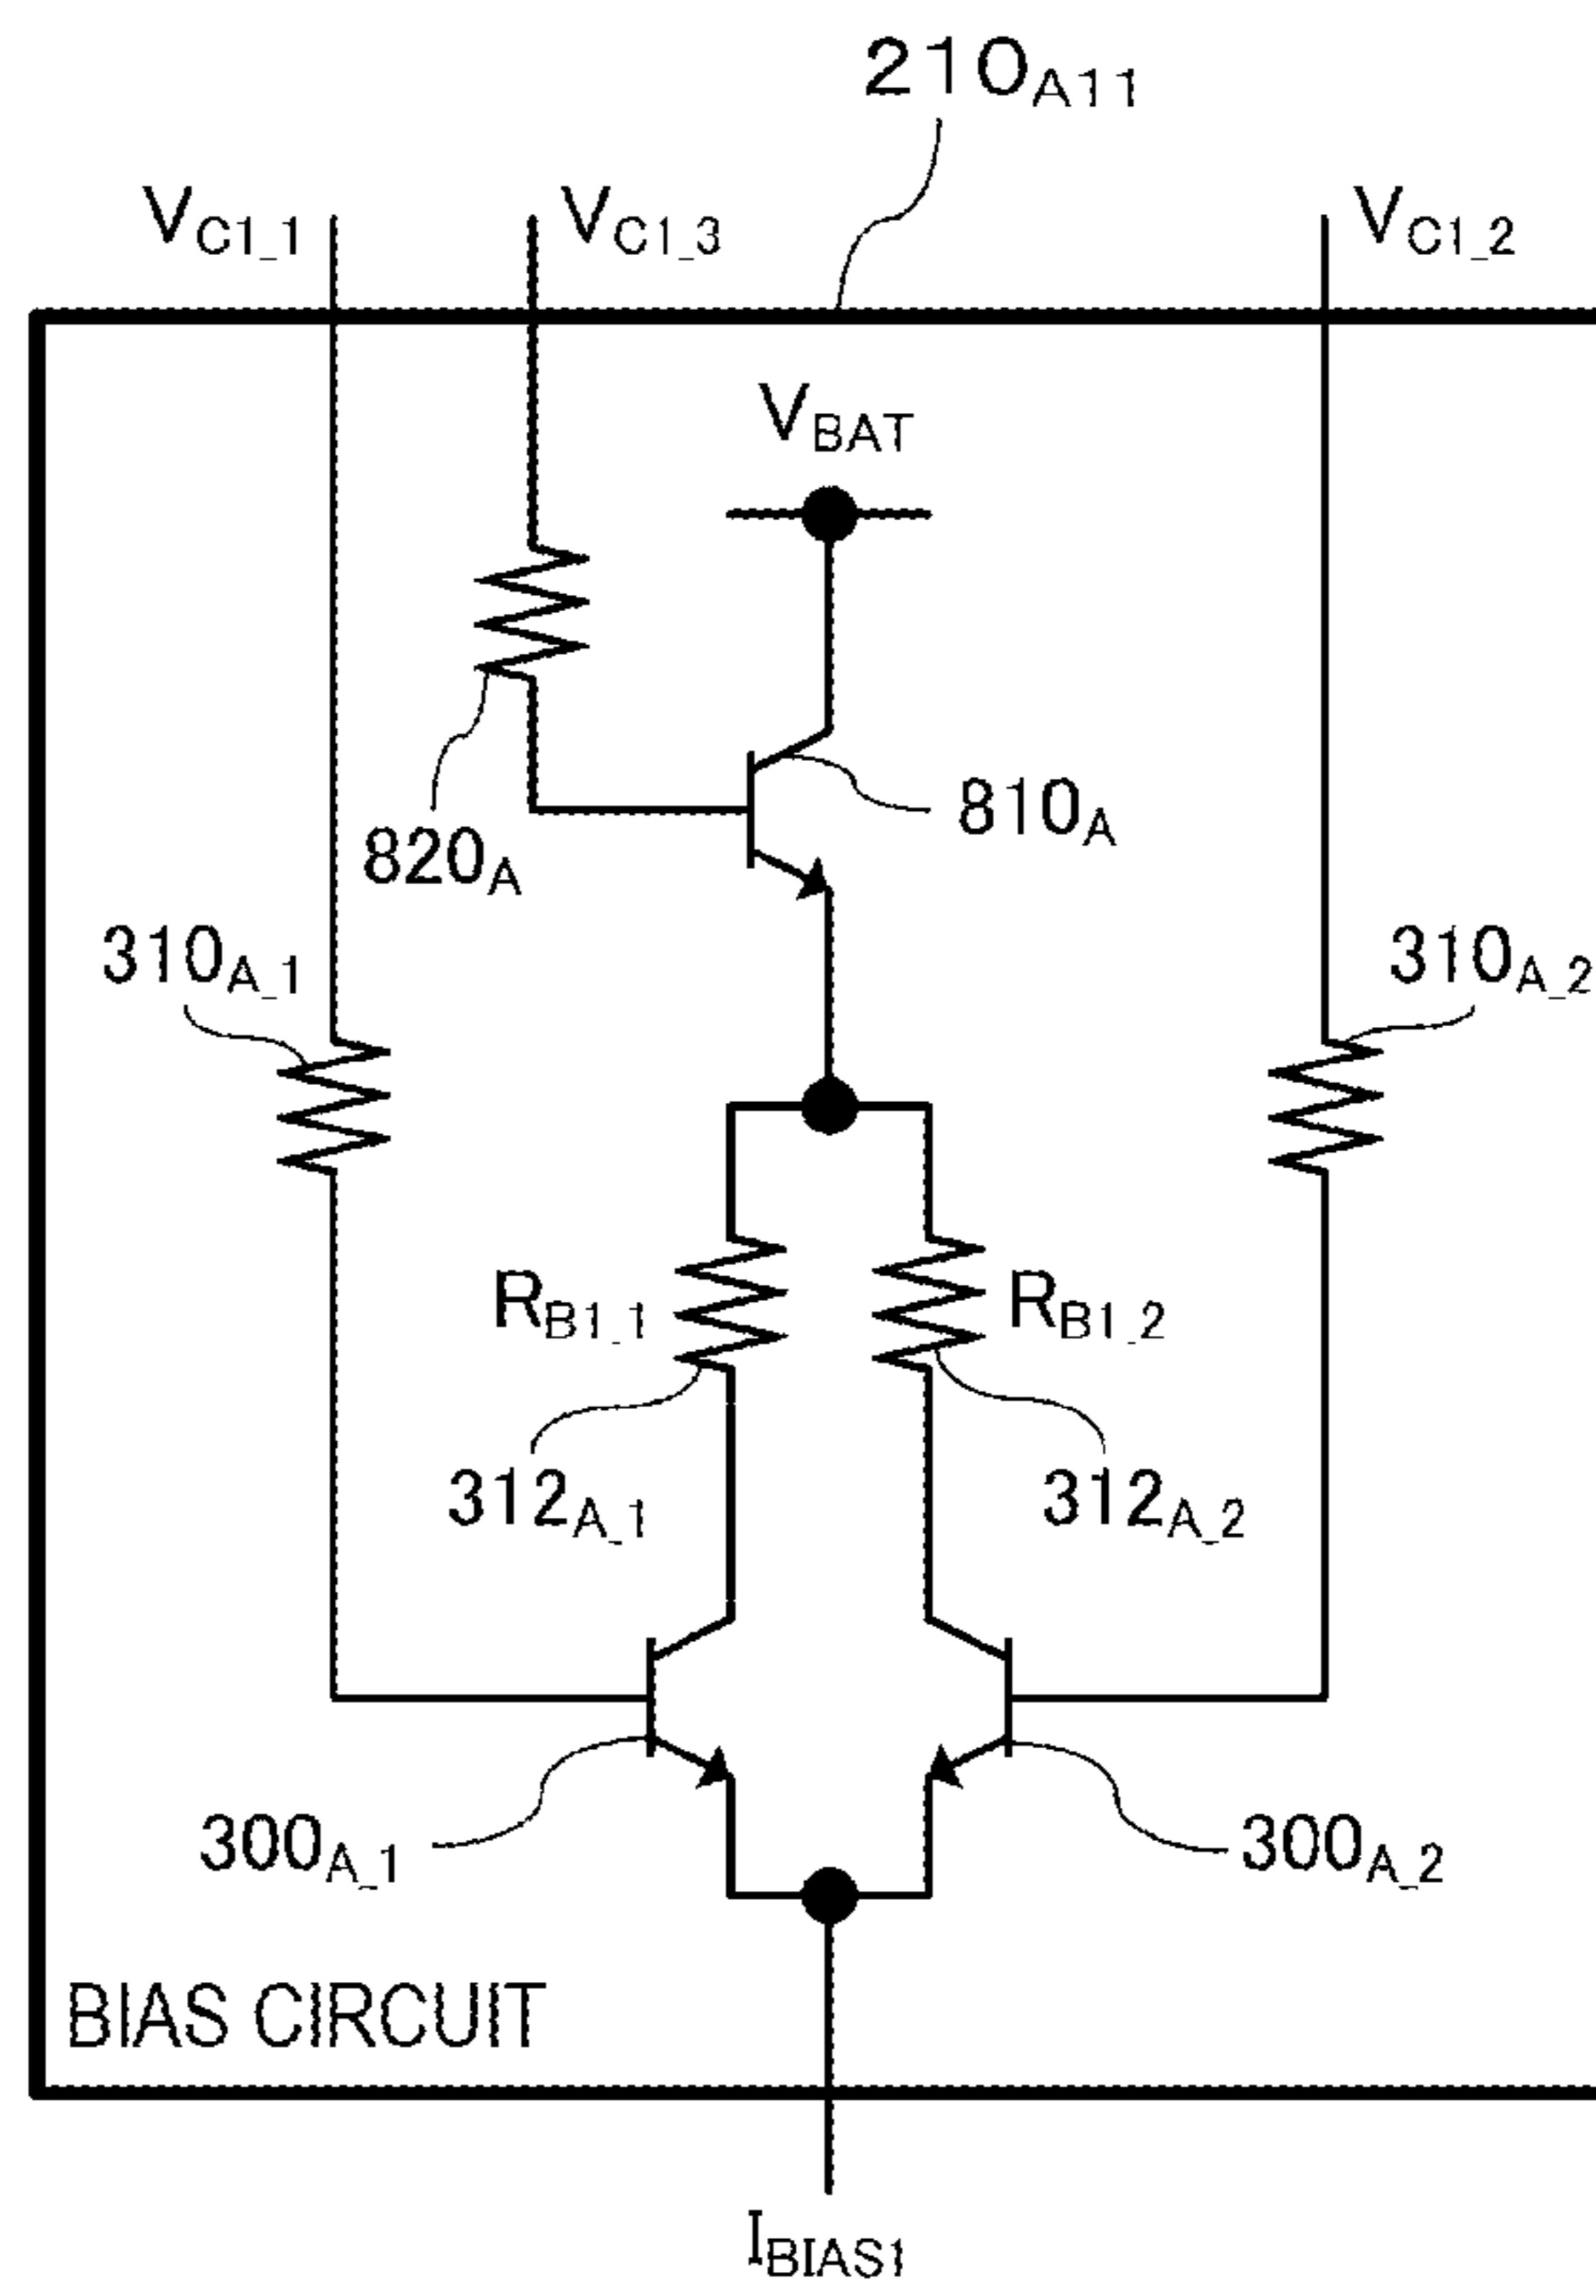 210A11
VC1_1
VC1_3
VC1_2
VBAT
810A
820A
310A_1
310A_2
RB1_1
RB1_2
312A_1
312A_2
300A_1
300A_2
BIAS CIRCUIT
IBIAS1